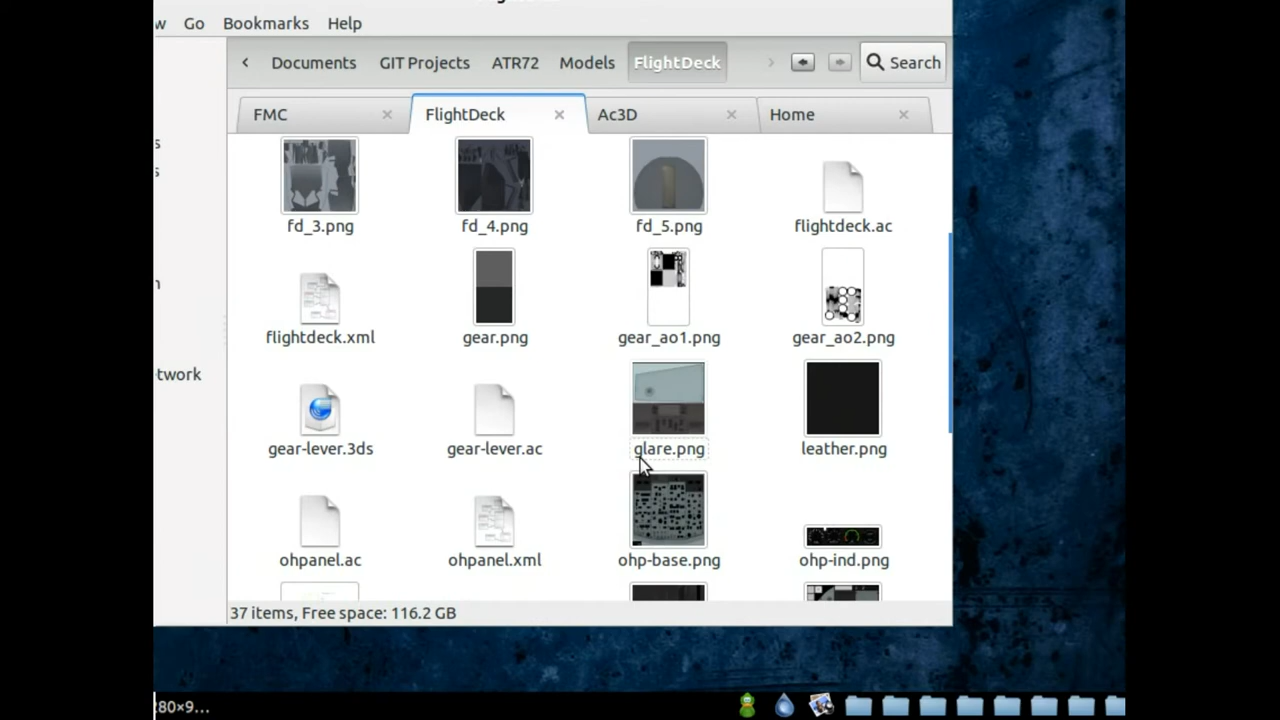 w Go Bookmarks Help
Documents GIT Projects ATR72 Models FlightDeck Search
FMC FlightDeck Ac3D Home
s
fd_3.png fd_4.png fd_5.png flightdeck.ac
s
n
flightdeck.xml gear.png gear_ao1.png gear_ao2.png
twork
gear-lever.3ds gear-lever.ac glare.png leather.png
ohpanel.ac ohpanel.xml ohp-base.png ohp-ind.png
37 items, Free space: 116.2 GB
280×9...